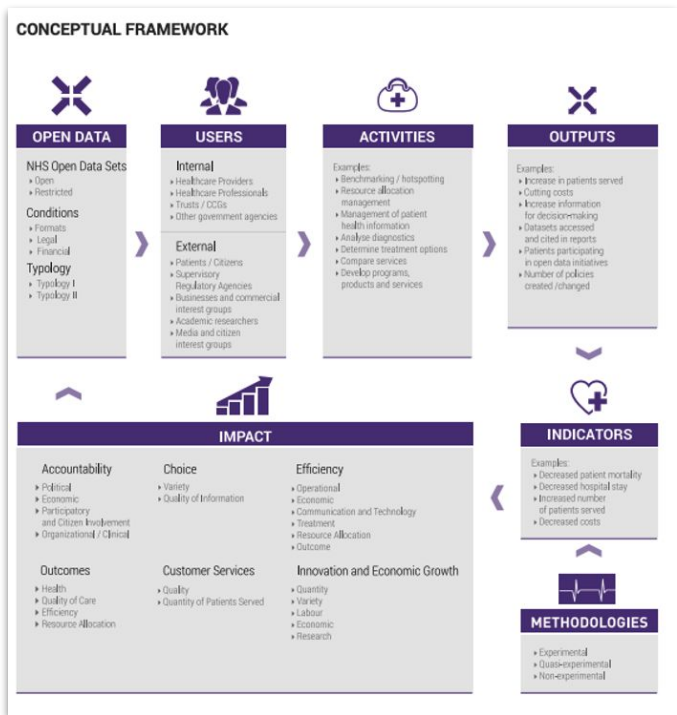 CONCEPTUAL FRAMEWORK
OPEN DATA
NHS Open Data Sets
Open
Restricted
Conditions
Formats
Legal
Financial
Typology
Typology I
Typology II
USERS
Internal
Healthcare Providers
Healthcare Professionals
Trusts / CCGs
Other government agencies
External
Patients / Citizens
Supervisory
Regulatory Agencies
Businesses and commercial
interest groups
Academic researchers
Media and citizen
interest groups
ACTIVITIES
Examples:
Benchmarking / hotspotting
Resource allocation
management
Management of patient
health information
Analyse diagnostics
Determine treatment options
Compare services
Develop programs,
products and services
OUTPUTS
Examples:
Increase in patients served
Cutting costs
Increase information
for decision-making
Datasets accessed
and cited in reports
Patients participating
in open data initiatives
Number of policies
created /changed
INDICATORS
Examples:
Decreased patient mortality
Decreased hospital stay
Increased number
of patients served
Decreased costs
METHODOLOGIES
Experimental
Quasi-experimental
Non-experimental
IMPACT
Accountability
Political
Economic
Participatory
and Citizen Involvement
Organizational / Clinical
Choice
Variety
Quality of Information
Efficiency
Operational
Economic
Communication and Technology
Treatment
Resource Allocation
Outcome
Outcomes
Health
Quality of Care
Efficiency
Resource Allocation
Customer Services
Quality
Quantity of Patients Served
Innovation and Economic Growth
Quantity
Variety
Labour
Economic
Research